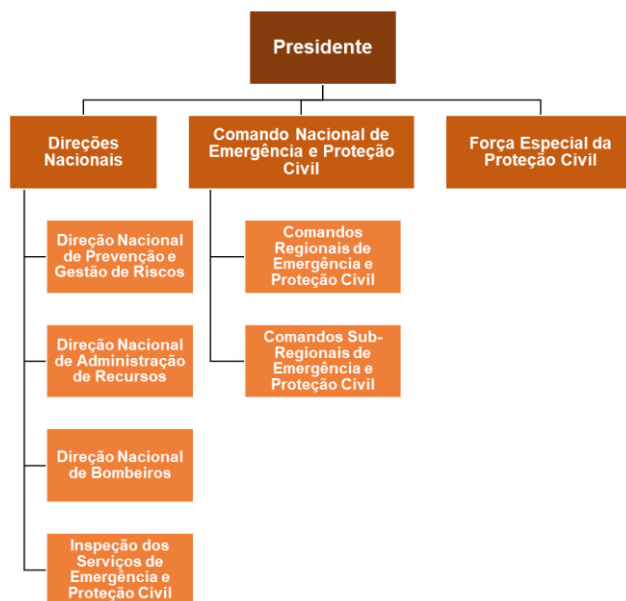 Presidente
Direções
Nacionais
Comando Nacional de
Emergência e Proteção
Civil
Força Especial da
Proteção Civil
Direção Nacional
de Prevenção e
Gestão de Riscos
Direção Nacional
de Administração
de Recursos
Direção Nacional
de Bombeiros
Inspeção dos
Serviços de
Emergência e
Proteção Civil
Comandos
Regionais de
Emergência e
Proteção Civil
Comandos Sub-
Regionais de
Emergência e
Proteção Civil